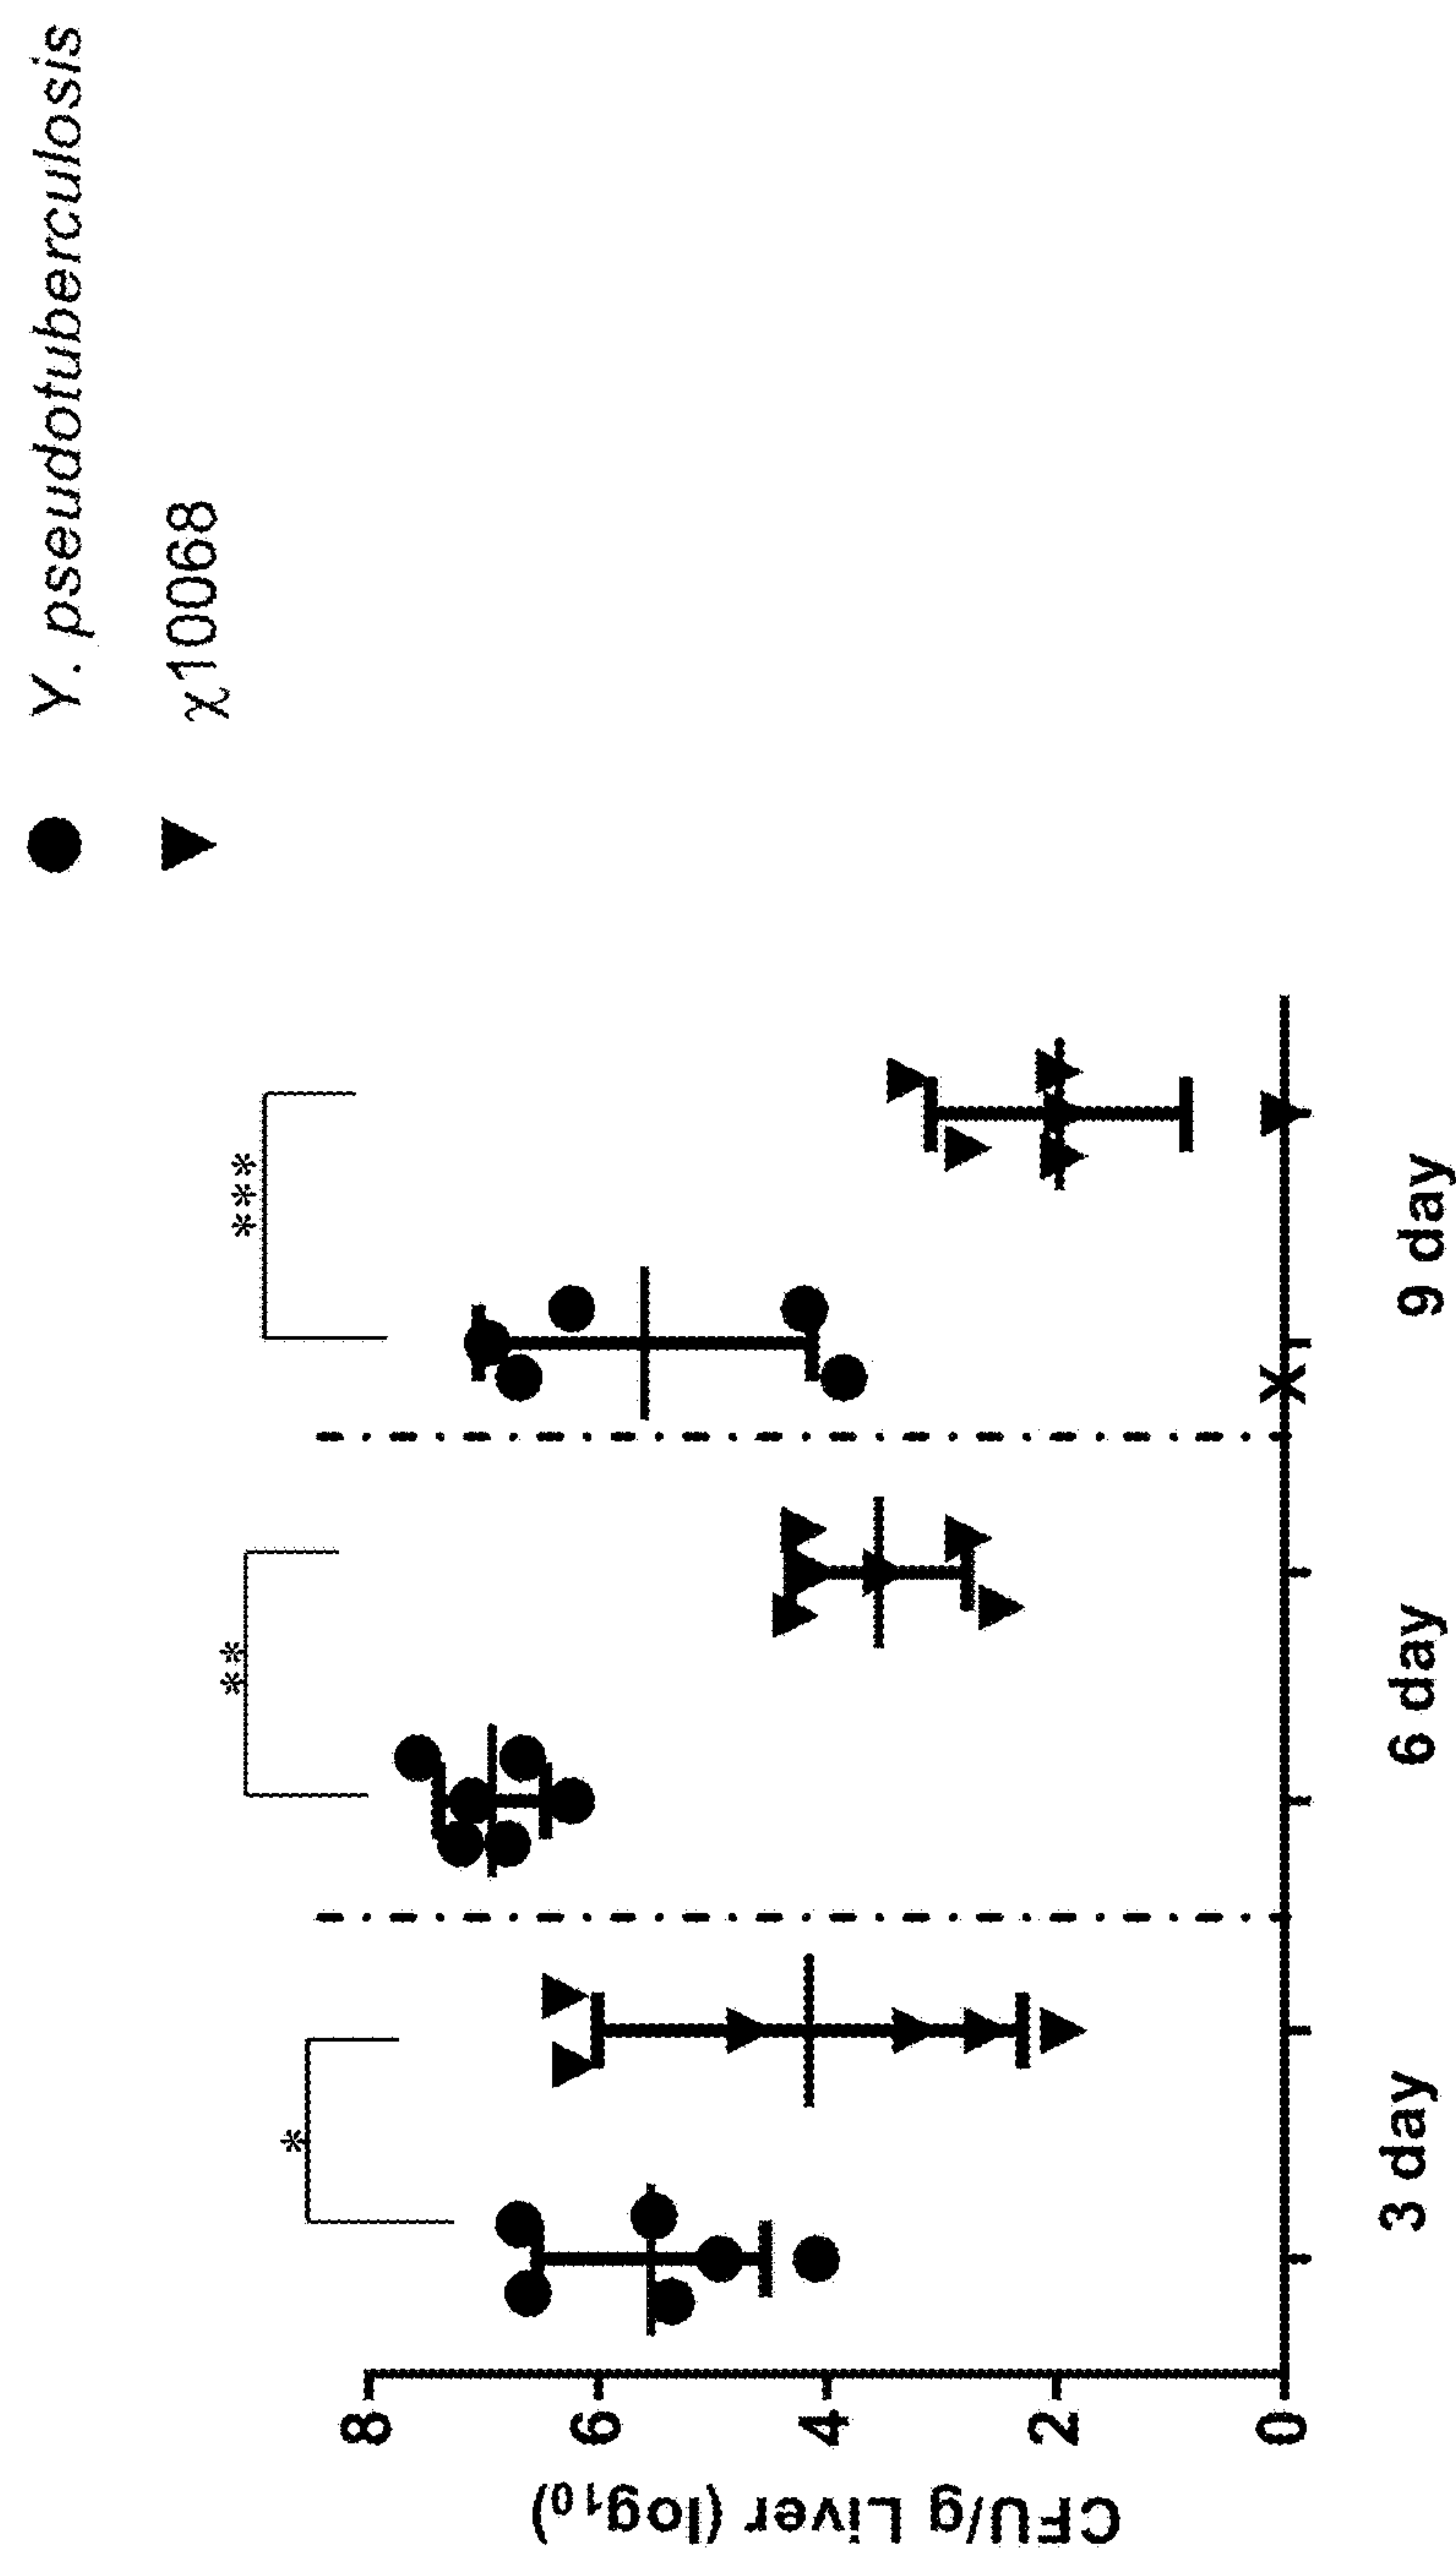 Y. pseudotuberculosis
χ10068
***
**
*
8
6
4
2
0
CFU/g Liver (log₁₀)
X
3 day
6 day
9 day